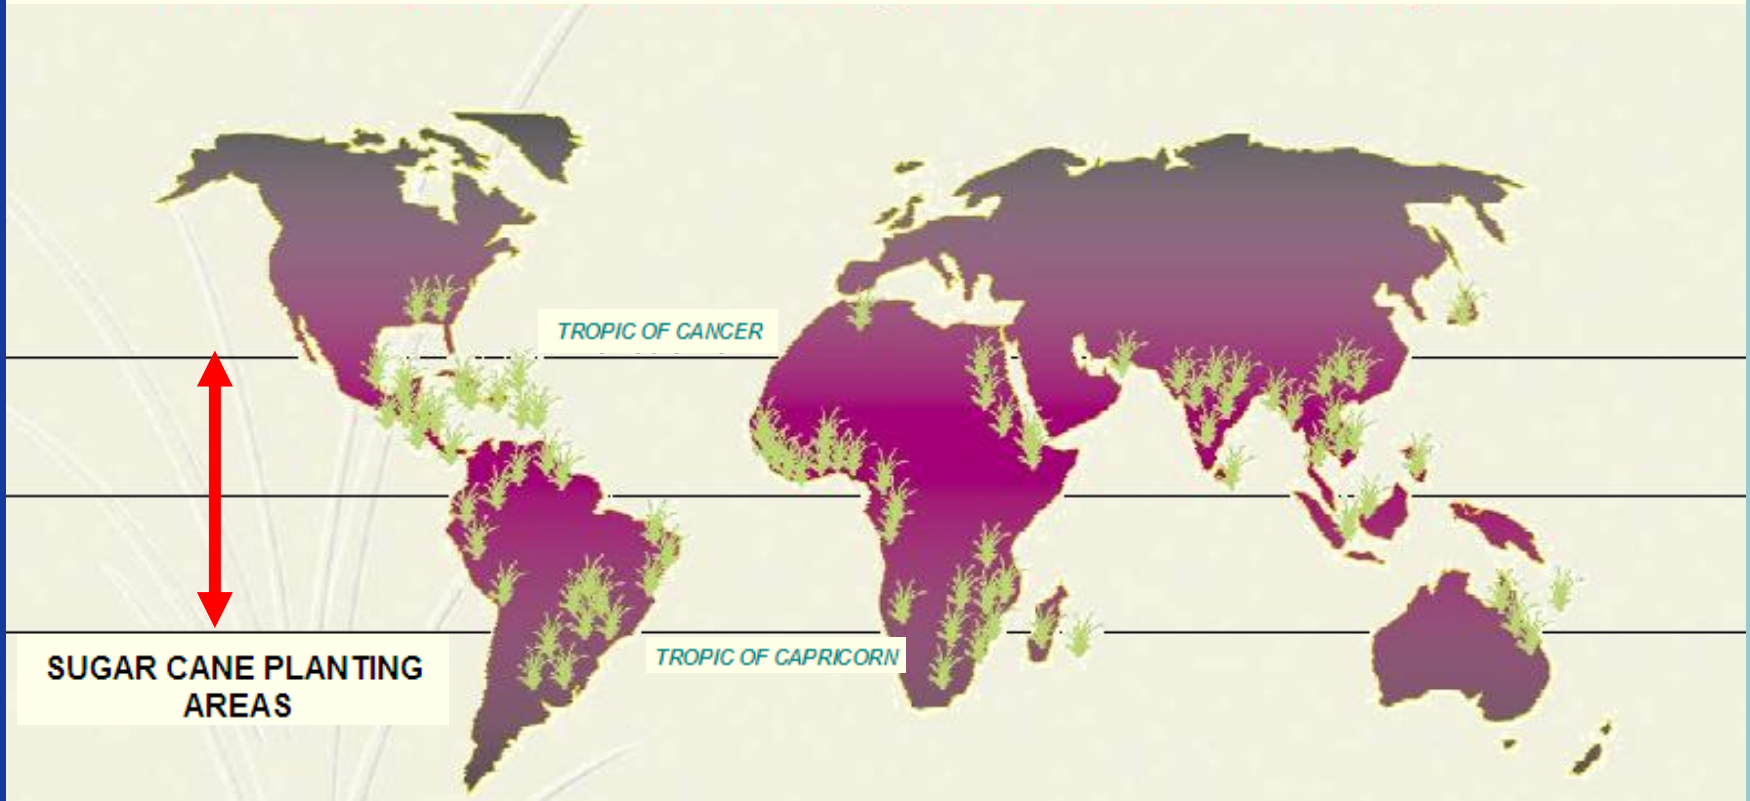 TROPIC OF CANCER
TROPIC OF CAPRICORN
SUGAR CANE PLANTING
AREAS